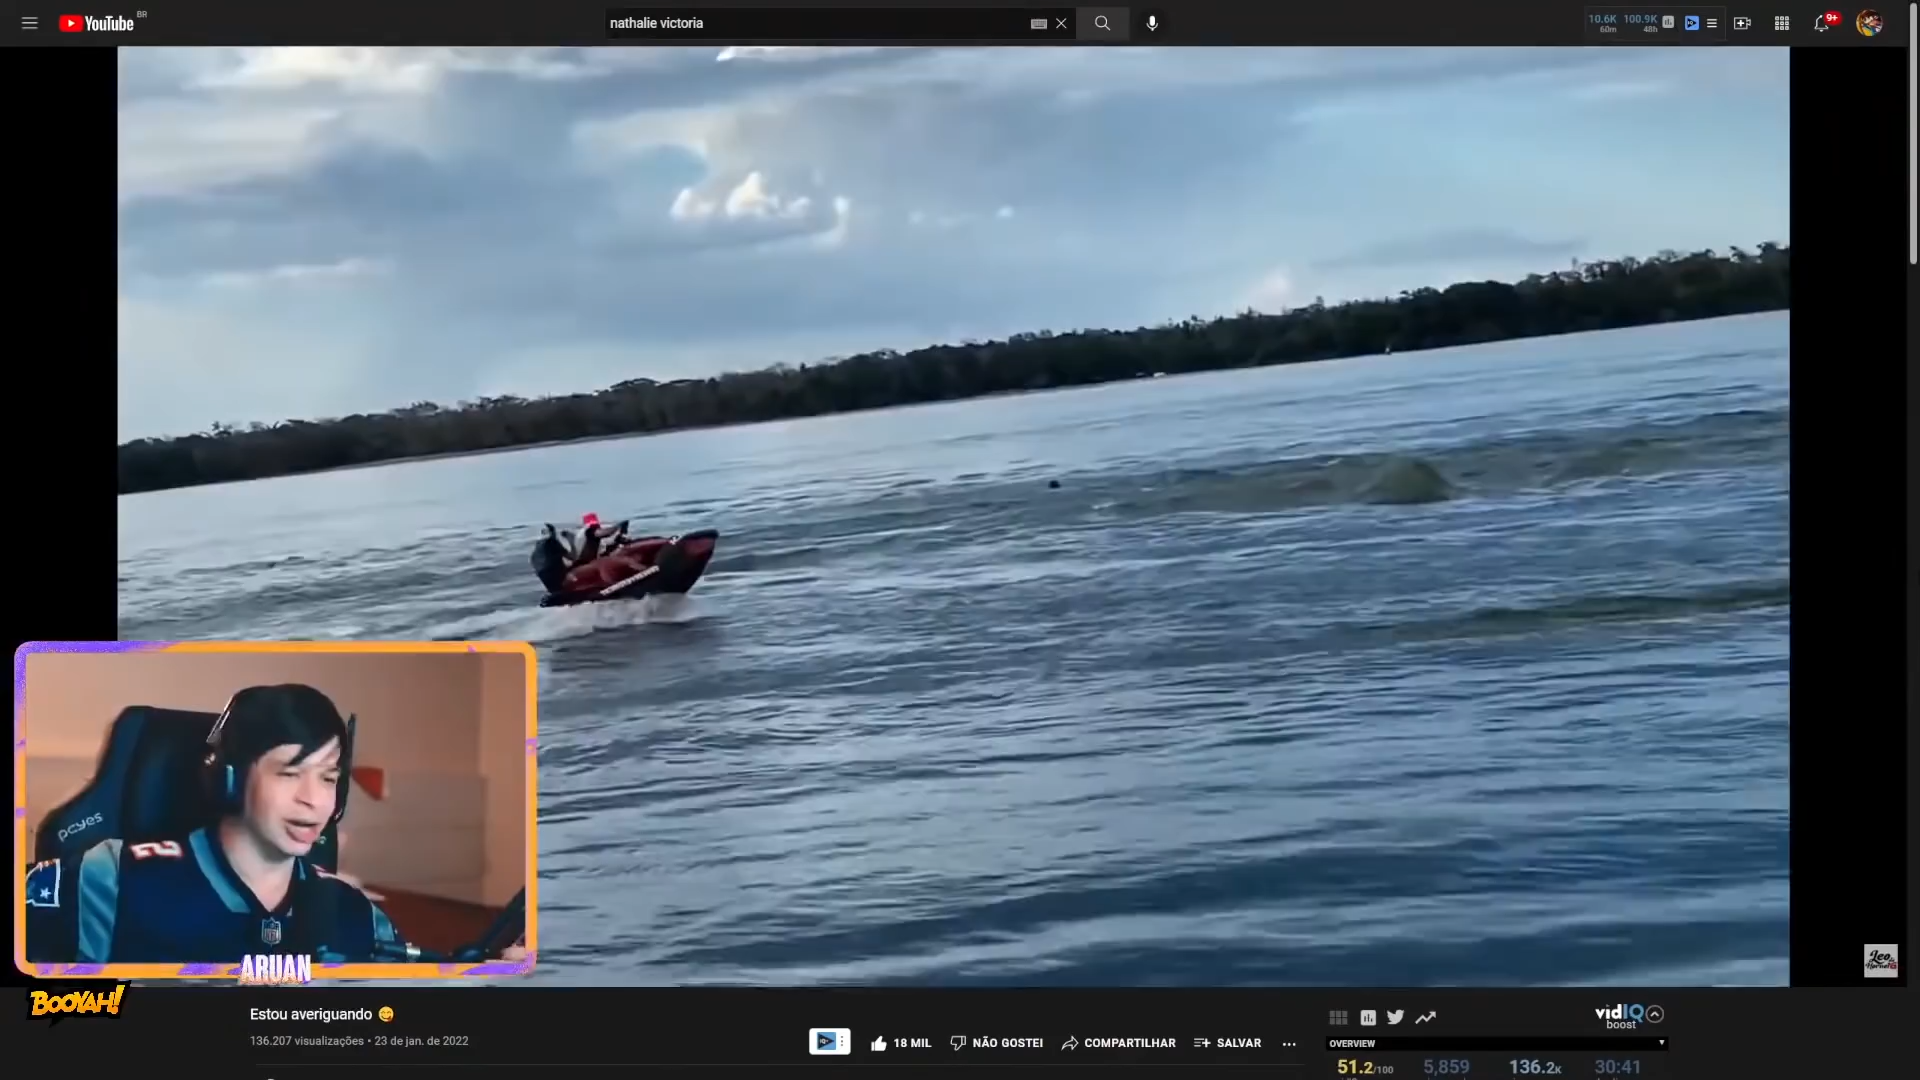 YouTube BR
nathalie victoria
10.6K 100.9K
60m 48h
9+
pcyes
ARUAN
BOOYAH!
Leo
Estou averiguando 😋
136.207 visualizações • 23 de jan. de 2022
18 MIL
NÃO GOSTEI
COMPARTILHAR
SALVAR
vidIQ
boost
OVERVIEW
51.2/100 5,859 136.2K 30:41